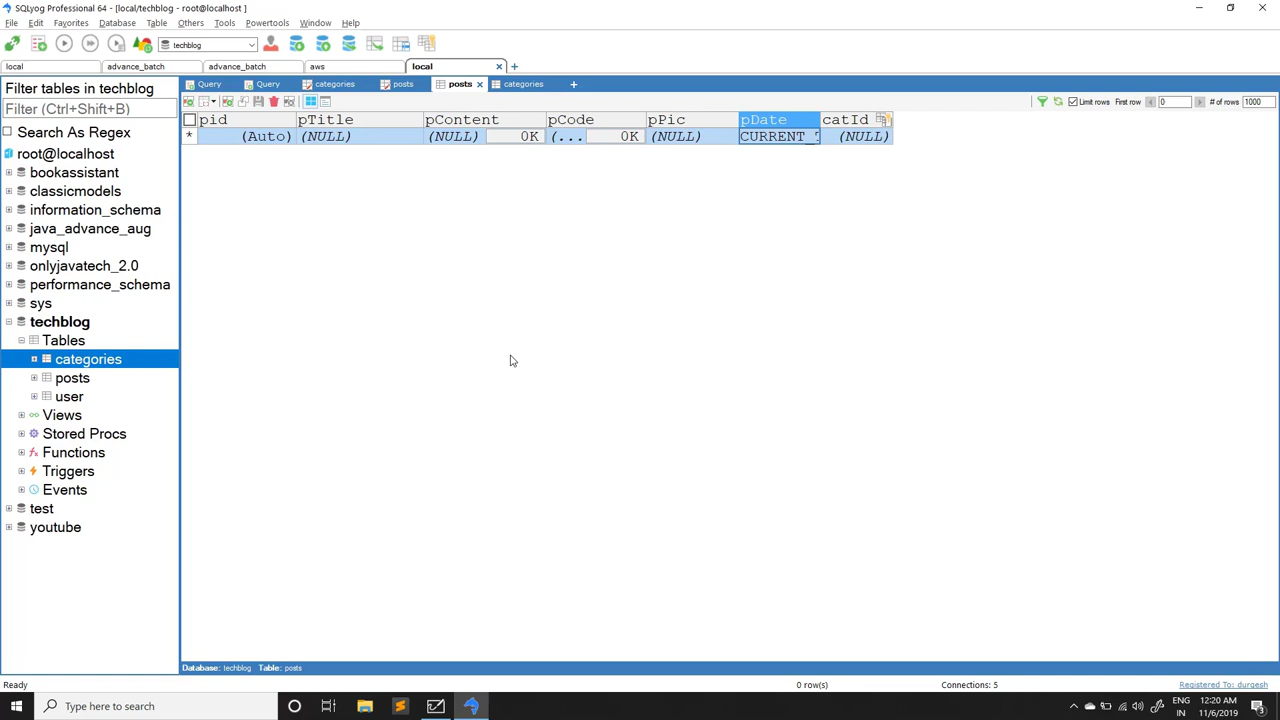 SQLyog Professional 64 - [local/techblog - root@localhost ]
File Edit Favorites Database Table Others Tools Powertools Window Help
techblog
local advance_batch advance_batch aws local
Filter tables in techblog
Filter (Ctrl+Shift+B)
Search As Regex
root@localhost
bookassistant
classicmodels
information_schema
java_advance_aug
mysql
onlyjavatech_2.0
performance_schema
sys
techblog
Tables
categories
posts
user
Views
Stored Procs
Functions
Triggers
Events
test
youtube
Query Query categories posts posts categories
Limit rows First row 0 # of rows 1000
pid pTitle pContent pCode pPic pDate catId
* (Auto) (NULL) (NULL) 0K (... 0K (NULL) CURRENT_ (NULL)
Database: techblog Table: posts
Ready 0 row(s) Connections: 5 Registered To: durgesh
Type here to search
ENG
IN
12:20 AM
11/6/2019
3